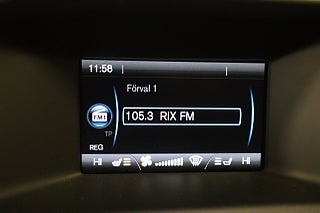 11:58
Förval 1
FM1
105.3 RIX FM
TP
REG
HI HI